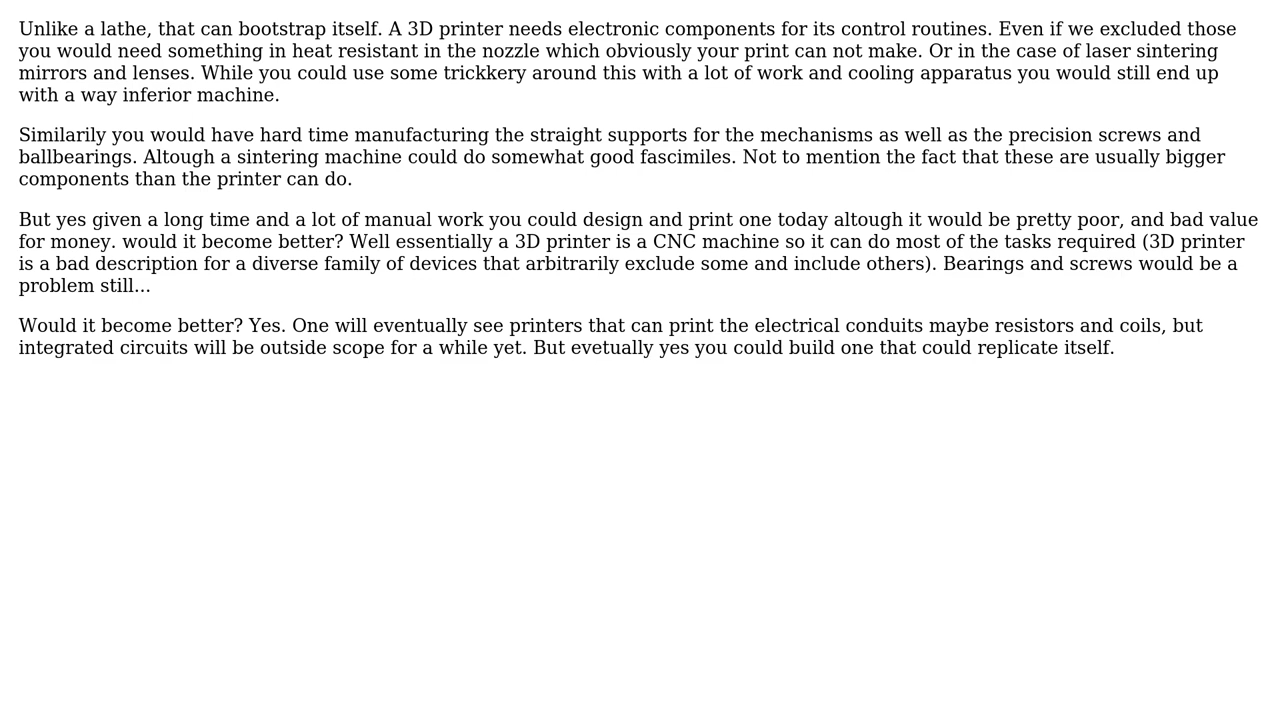 Unlike a lathe, that can bootstrap itself. A 3D printer needs electronic components for its control routines. Even if we excluded those
you would need something in heat resistant in the nozzle which obviously your print can not make. Or in the case of laser sintering
mirrors and lenses. While you could use some trickkery around this with a lot of work and cooling apparatus you would still end up
with a way inferior machine.
Similarily you would have hard time manufacturing the straight supports for the mechanisms as well as the precision screws and
ballbearings. Altough a sintering machine could do somewhat good fascimiles. Not to mention the fact that these are usually bigger
components than the printer can do.
But yes given a long time and a lot of manual work you could design and print one today altough it would be pretty poor, and bad value
for money. would it become better? Well essentially a 3D printer is a CNC machine so it can do most of the tasks required (3D printer
is a bad description for a diverse family of devices that arbitrarily exclude some and include others). Bearings and screws would be a
problem still...
Would it become better? Yes. One will eventually see printers that can print the electrical conduits maybe resistors and coils, but
integrated circuits will be outside scope for a while yet. But evetually yes you could build one that could replicate itself.